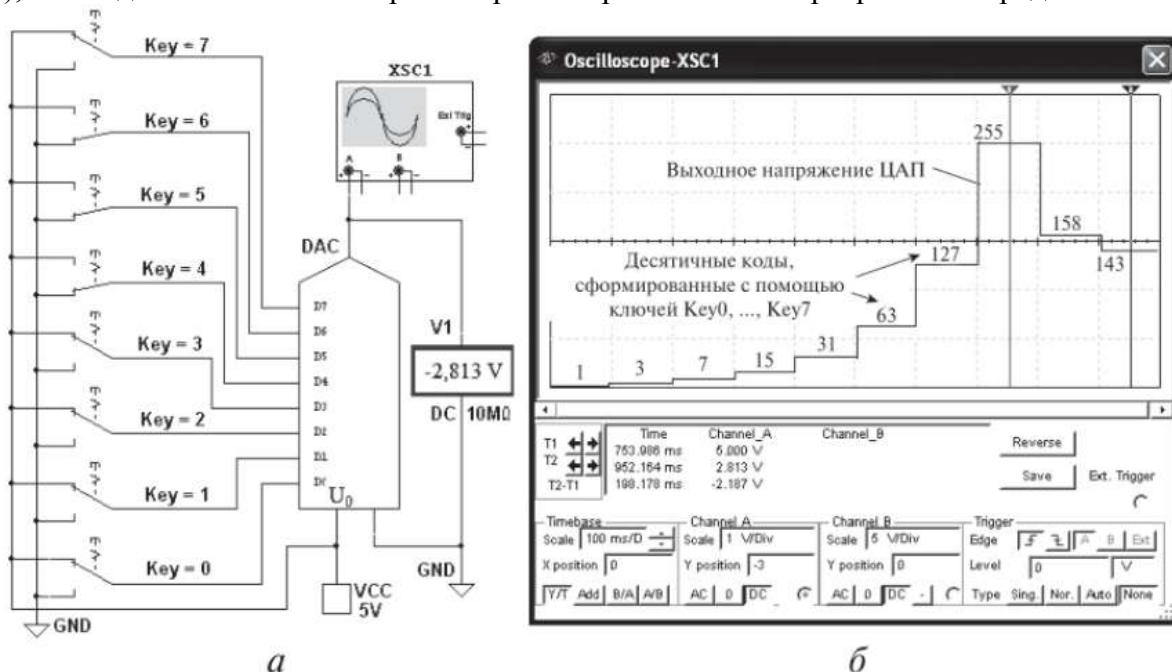 Key = 7
Key = 6
Key = 5
Key = 4
Key = 3
Key = 2
Key = 1
Key = 0
XSC1
Ext Trig
A
B
DAC
D7
D6
D5
D4
D3
D2
D1
U0
V1
-2,813 V
DC 10MΩ
GND
VCC
5V
GND
а
Oscilloscope-XSC1
255
Выходное напряжение ЦАП
158
127
143
Десятичные коды,
сформированные с помощью
ключей Key0, ..., Key7
63
31
15
7
3
1
Time Channel_A Channel_B
T1 753.986 ms 5.000 V
T2 952.164 ms 2.813 V
T2-T1 198.178 ms -2.187 V
Reverse
Save
Ext. Trigger
Timebase
Scale 100 ms/D
X position 0
Y/T Add B/A A/B
Channel A
Scale 1 V/Div
Y position -3
AC 0 DC
Channel B
Scale 5 V/Div
Y position 0
AC 0 DC -
Trigger
Edge A B Ext
Level 0 V
Type Sing. Nor. Auto None
б